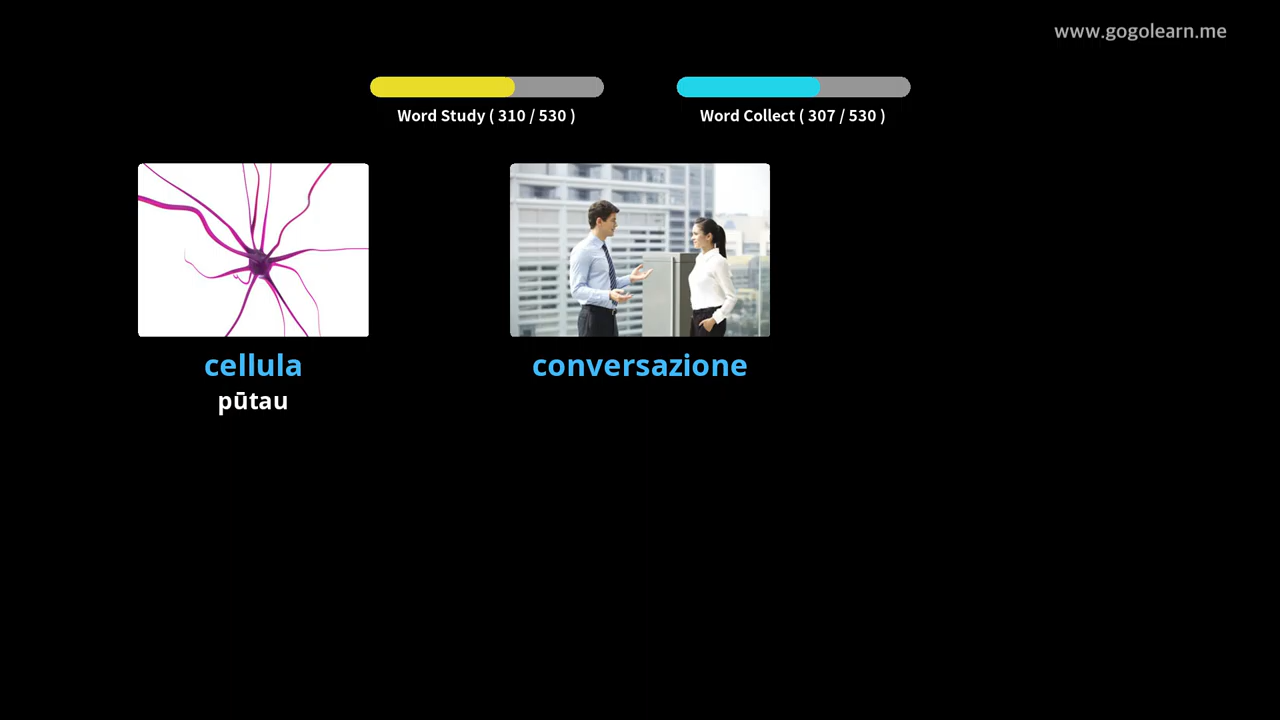 www.gogolearn.me
Word Study ( 310 / 530 )
Word Collect ( 307 / 530 )
cellula
pūtau
conversazione